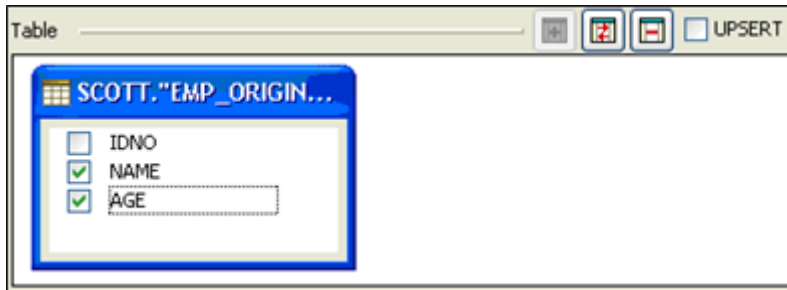 Table UPSERT
SCOTT."EMP_ORIGIN...
IDNO
NAME
AGE